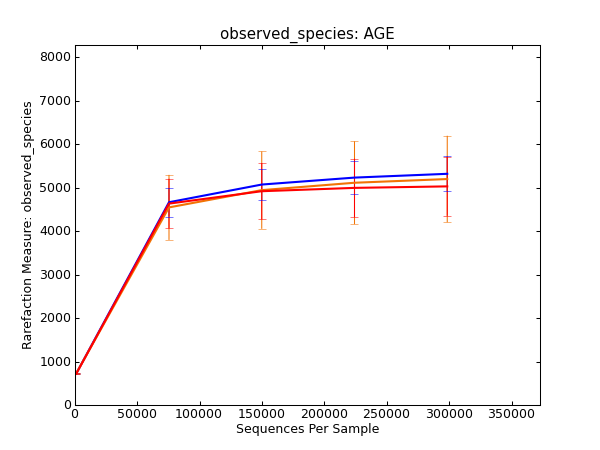 observed_species: AGE
Rarefaction Measure: observed_species
8000
7000
6000
5000
4000
3000
2000
1000
0
0 50000 100000 150000 200000 250000 300000 350000
Sequences Per Sample